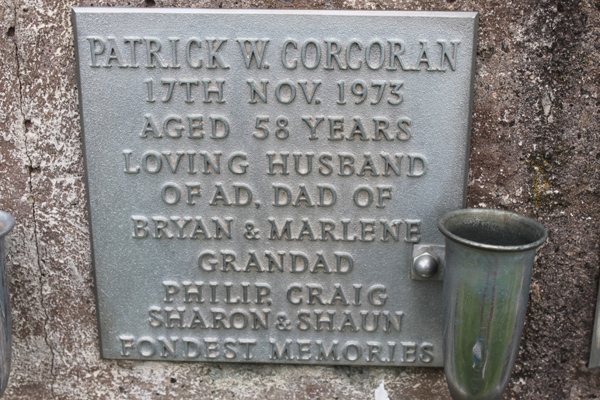 PATRICK W. CORCORAN
17TH NOV. 1973
AGED 58 YEARS
LOVING HUSBAND
OF AD, DAD OF
BRYAN & MARLENE
GRANDAD
PHILIP, CRAIG
SHARON & SHAUN
FONDEST MEMORIES